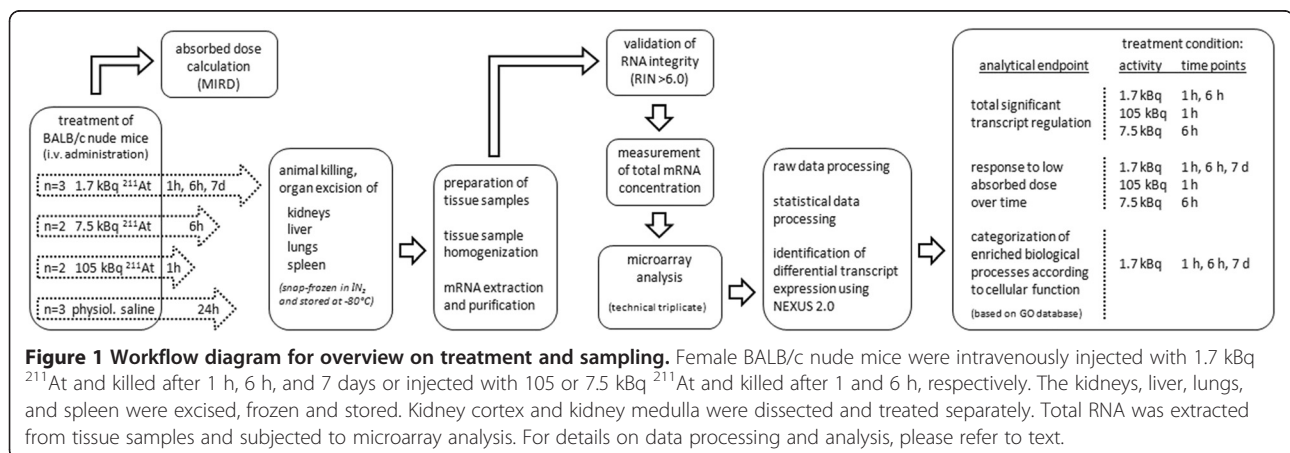 absorbed dose
calculation
(MIRD)
treatment of
BALB/c nude mice
(i.v. administration)
n=3 1.7 kBq ²¹¹At 1h, 6h, 7d
n=2 7.5 kBq ²¹¹At 6h
n=2 105 kBq ²¹¹At 1h
n=3 physiol. saline 24h
animal killing,
organ excision of
kidneys
liver
lungs
spleen
(snap-frozen in lN₂
and stored at -80°C)
preparation of
tissue samples
tissue sample
homogenization
mRNA extraction
and purification
validation of
RNA integrity
(RIN >6.0)
measurement
of total mRNA
concentration
microarray
analysis
(technical triplicate)
raw data processing
statistical data
processing
identification of
differential transcript
expression using
NEXUS 2.0
treatment condition:
analytical endpoint activity time points
total significant
transcript regulation
1.7 kBq 1 h, 6 h
105 kBq 1h
7.5 kBq 6h
response to low
absorbed dose
over time
1.7 kBq 1h, 6h, 7 d
105 kBq 1h
7.5 kBq 6h
categorization of
enriched biological
processes according
to cellular function
(based on GO database)
1.7 kBq 1 h, 6 h, 7 d
Figure 1 Workflow diagram for overview on treatment and sampling. Female BALB/c nude mice were intravenously injected with 1.7 kBq
²¹¹At and killed after 1 h, 6 h, and 7 days or injected with 105 or 7.5 kBq ²¹¹At and killed after 1 and 6 h, respectively. The kidneys, liver, lungs,
and spleen were excised, frozen and stored. Kidney cortex and kidney medulla were dissected and treated separately. Total RNA was extracted
from tissue samples and subjected to microarray analysis. For details on data processing and analysis, please refer to text.